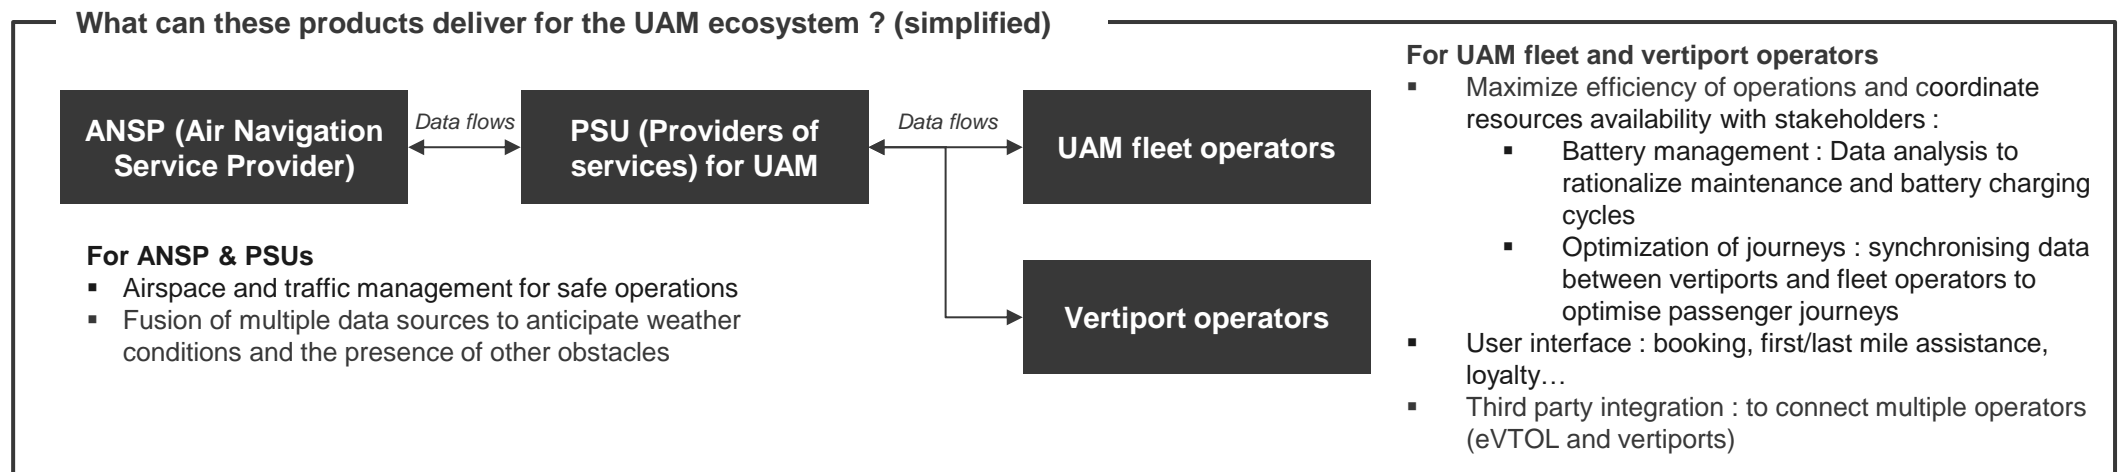 What can these products deliver for the UAM ecosystem ? (simplified)
ANSP (Air Navigation
Service Provider)
Data flows
PSU (Providers of
services) for UAM
Data flows
UAM fleet operators
Vertiport operators
For ANSP & PSUs
▪ Airspace and traffic management for safe operations
▪ Fusion of multiple data sources to anticipate weather
conditions and the presence of other obstacles
For UAM fleet and vertiport operators
▪ Maximize efficiency of operations and coordinate
resources availability with stakeholders :
▪ Battery management : Data analysis to
rationalize maintenance and battery charging
cycles
▪ Optimization of journeys : synchronising data
between vertiports and fleet operators to
optimise passenger journeys
▪ User interface : booking, first/last mile assistance,
loyalty…
▪ Third party integration : to connect multiple operators
(eVTOL and vertiports)